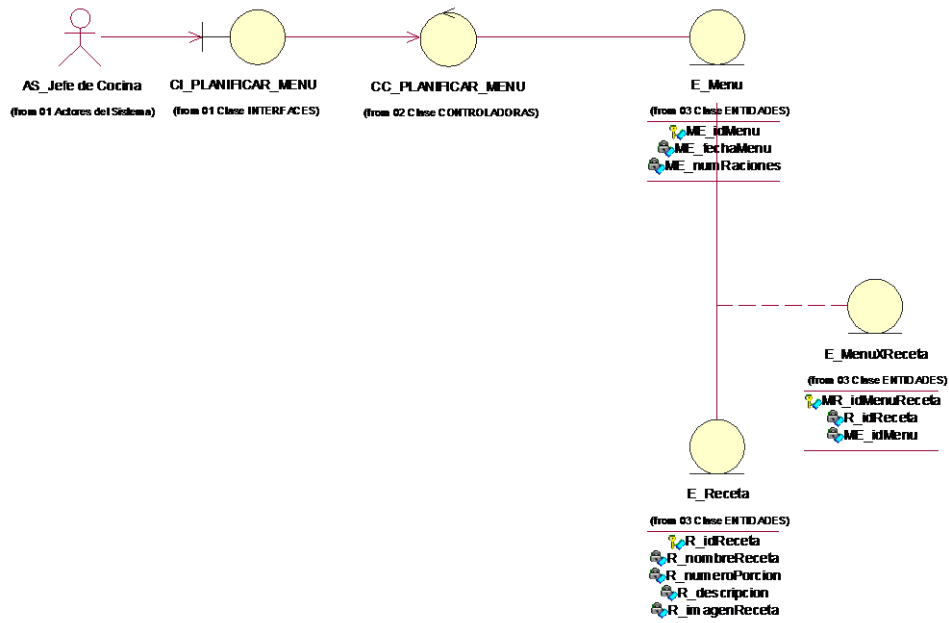 AS_Jefe de Cocina
(from 01 Actores del Sistema)
CI_PLANIFICAR_MENU
(from 01 Clase INTERFACES)
CC_PLANIFICAR_MENU
(from 02 Clase CONTROLADORAS)
E_Menu
(from 03 Clase ENTIDADES)
ME_idMenu
ME_fechaMenu
ME_numRaciones
E_MenuXReceta
(from 03 Clase ENTIDADES)
MR_idMenuReceta
R_idReceta
ME_idMenu
E_Receta
(from 03 Clase ENTIDADES)
R_idReceta
R_nombreReceta
R_numeroPorcion
R_descripcion
R_imagenReceta